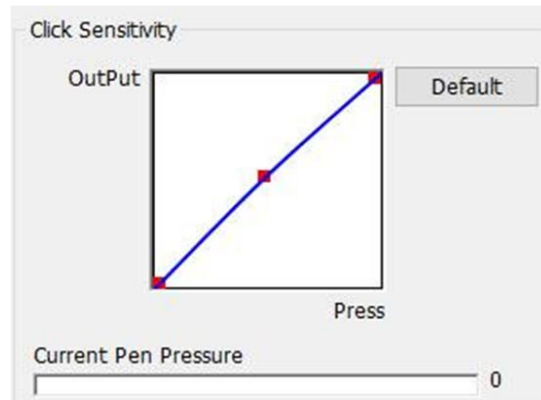 Click Sensitivity
OutPut
Default
Press
Current Pen Pressure
0